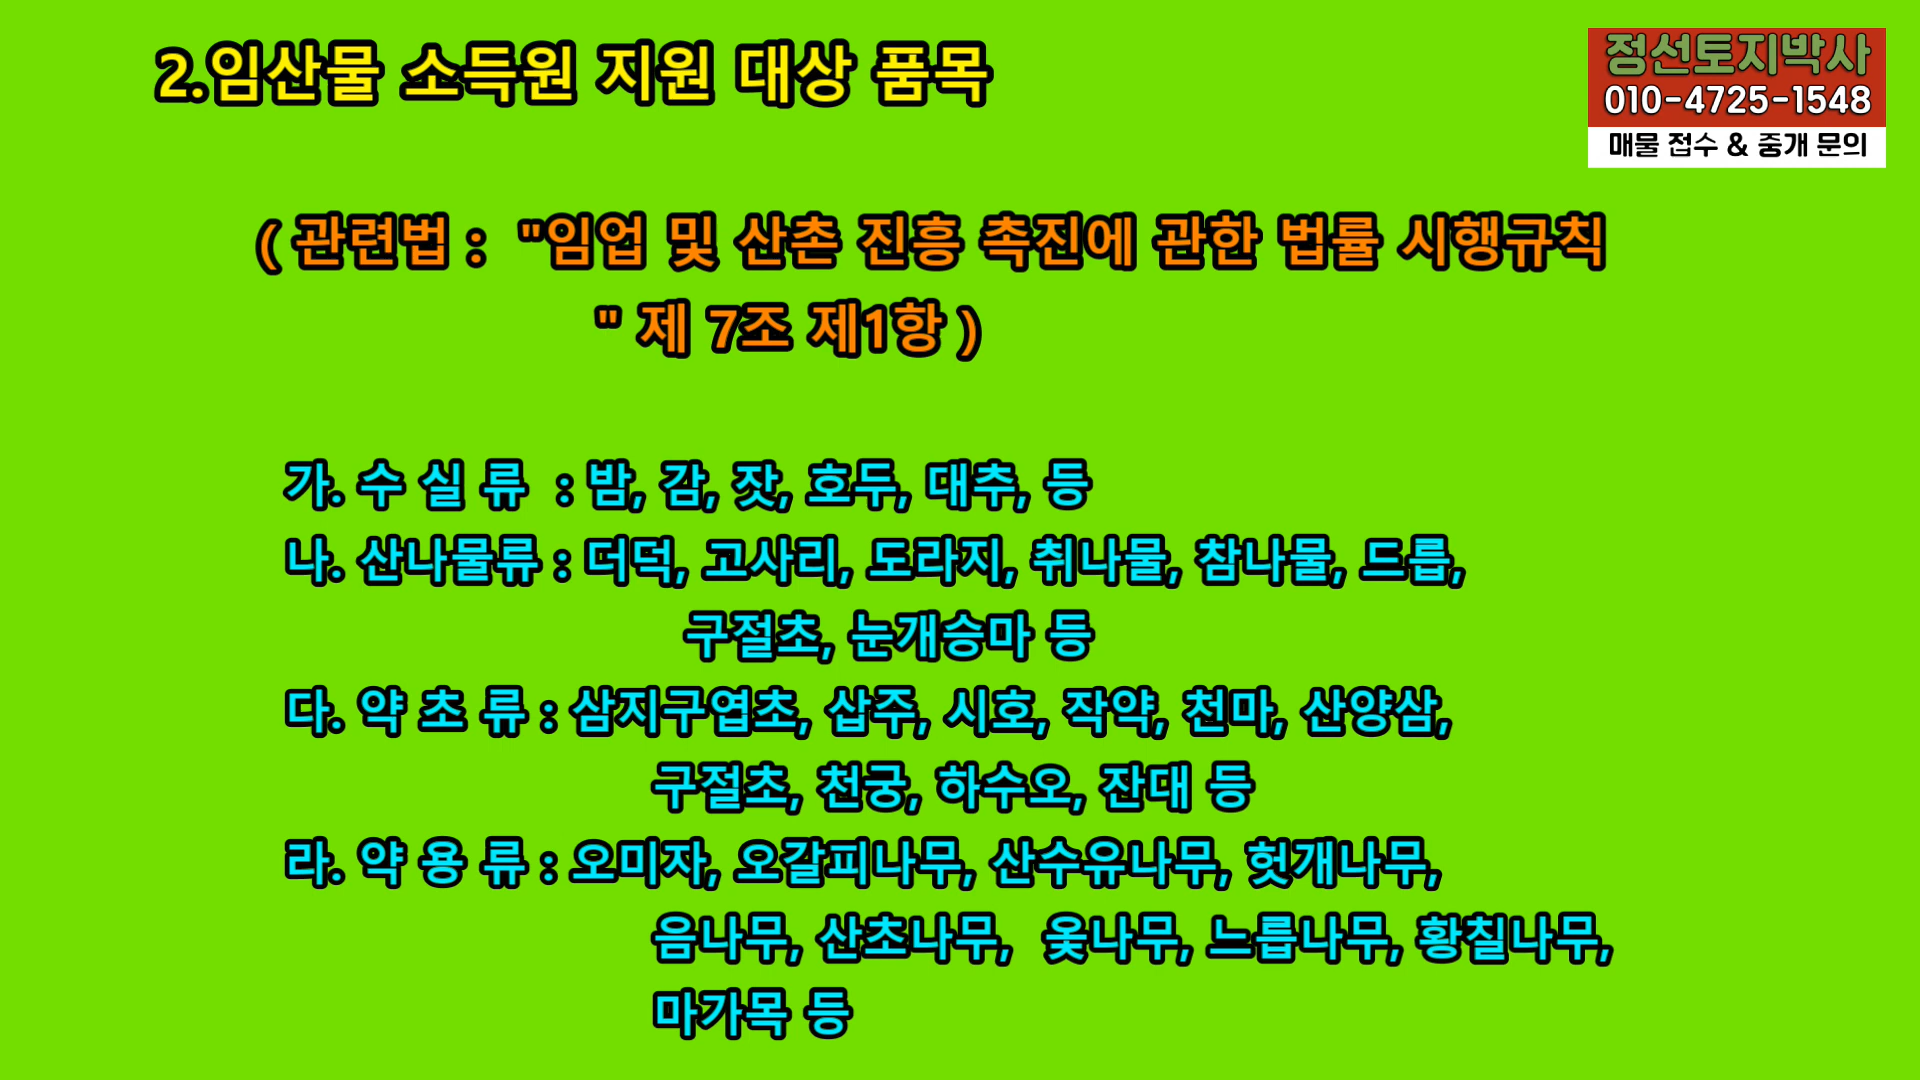 2.임산물 소득원 지원 대상 품목
정선토지박사
010-4725-1548
매물 접수 & 중개 문의
( 관련법 : "임업 및 산촌 진흥 촉진에 관한 법률 시행규칙
" 제 7조 제1항 )
가. 수 실 류 : 밤, 감, 잣, 호두, 대추, 등
나. 산나물류 : 더덕, 고사리, 도라지, 취나물, 참나물, 드릅,
구절초, 눈개승마 등
다. 약 초 류 : 삼지구엽초, 삽주, 시호, 작약, 천마, 산양삼,
구절초, 천궁, 하수오, 잔대 등
라. 약 용 류 : 오미자, 오갈피나무, 산수유나무, 헛개나무,
음나무, 산초나무, 옻나무, 느릅나무, 황칠나무,
마가목 등